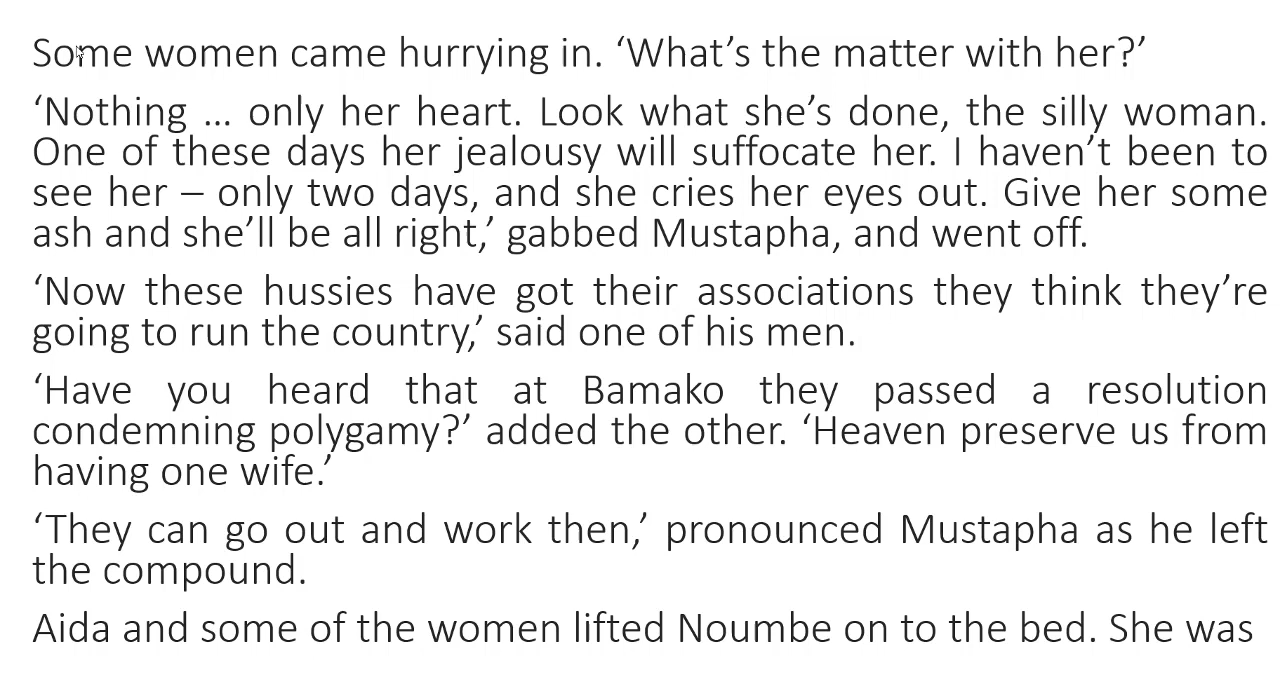 Some women came hurrying in. ‘What’s the matter with her?’
‘Nothing ... only her heart. Look what she’s done, the silly woman.
One of these days her jealousy will suffocate her. I haven’t been to
see her – only two days, and she cries her eyes out. Give her some
ash and she’ll be all right,’ gabbed Mustapha, and went off.
‘Now these hussies have got their associations they think they’re
going to run the country,’ said one of his men.
‘Have you heard that at Bamako they passed a resolution
condemning polygamy?’ added the other. ‘Heaven preserve us from
having one wife.’
‘They can go out and work then,’ pronounced Mustapha as he left
the compound.
Aida and some of the women lifted Noumbe on to the bed. She was